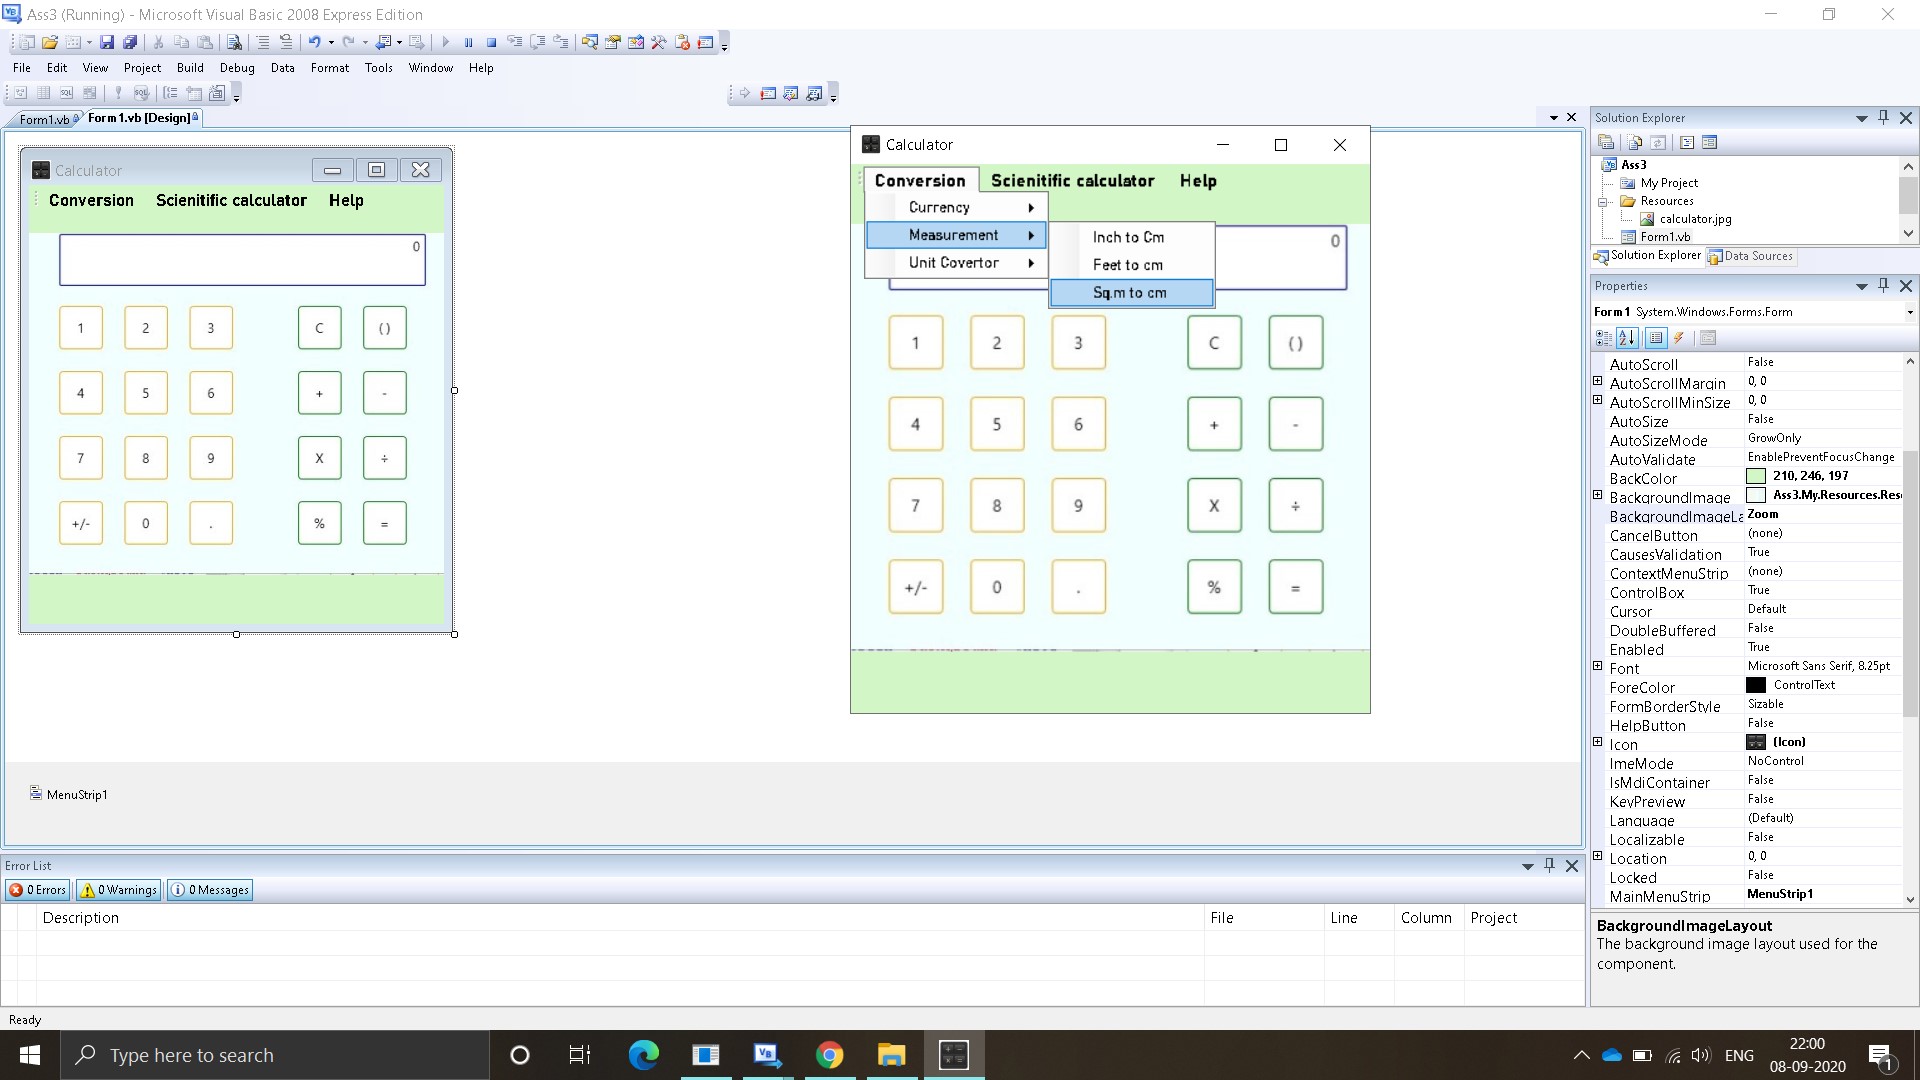 Ass3 (Running) - Microsoft Visual Basic 2008 Express Edition
File Edit View Project Build Debug Data Format Tools Window Help
Form1.vb Form1.vb [Design]
Calculator
Conversion Scienitific calculator Help
0
1 2 3 C ()
4 5 6 + -
7 8 9 X ÷
+/- 0 . % =
MenuStrip1
Calculator
Conversion Scienitific calculator Help
Currency
Measurement
Unit Covertor
Inch to Cm
Feet to cm
Sq.m to cm
0
1 2 3 C ()
4 5 6 + -
7 8 9 X ÷
+/- 0 . % =
Solution Explorer
Ass3
My Project
Resources
calculator.jpg
Form1.vb
Solution Explorer Data Sources
Properties
Form1 System.Windows.Forms.Form
AutoScroll False
AutoScrollMargin 0, 0
AutoScrollMinSize 0, 0
AutoSize False
AutoSizeMode GrowOnly
AutoValidate EnablePreventFocusChange
BackColor 210, 246, 197
BackgroundImage Ass3.My.Resources.Res
BackgroundImageLa Zoom
CancelButton (none)
CausesValidation True
ContextMenuStrip (none)
ControlBox True
Cursor Default
DoubleBuffered False
Enabled True
Font Microsoft Sans Serif, 8.25pt
ForeColor ControlText
FormBorderStyle Sizable
HelpButton False
Icon (Icon)
ImeMode NoControl
IsMdiContainer False
KeyPreview False
Language (Default)
Localizable False
Location 0, 0
Locked False
MainMenuStrip MenuStrip1
BackgroundImageLayout
The background image layout used for the
component.
Error List
0 Errors 0 Warnings 0 Messages
Description File Line Column Project
Ready
Type here to search
ENG
22:00
08-09-2020
1